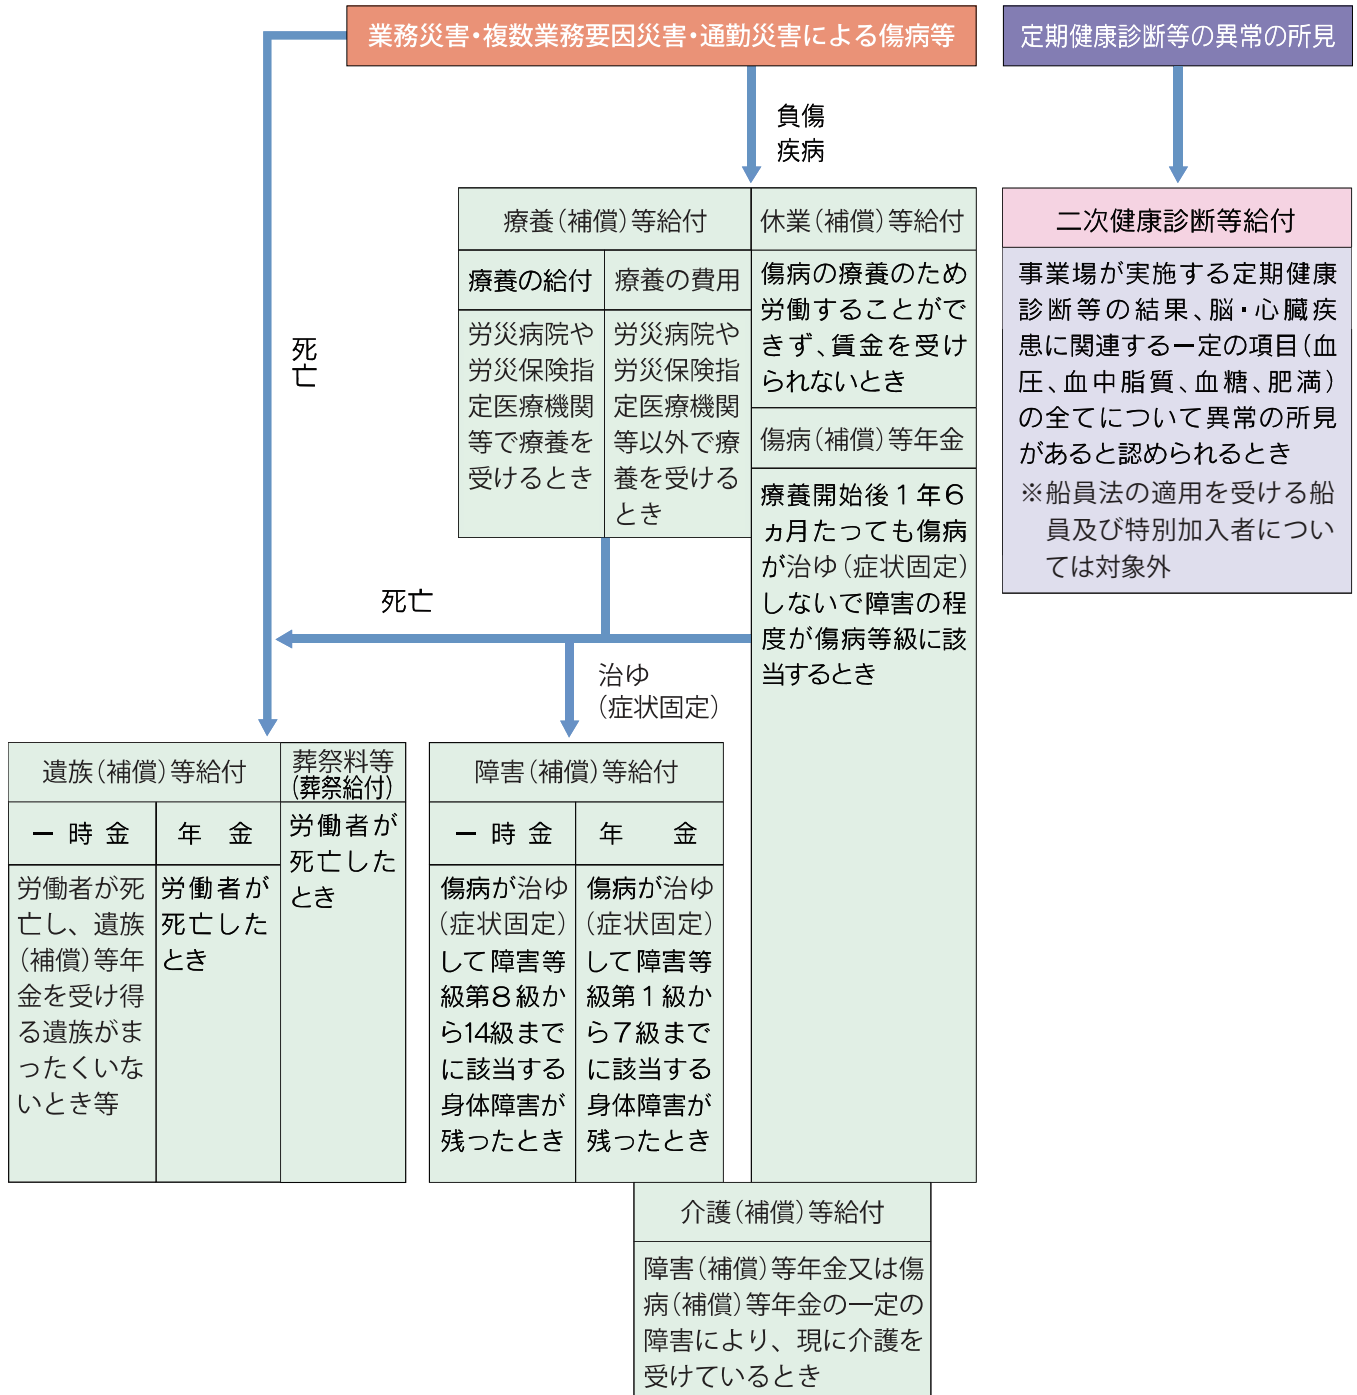 業務災害･複数業務要因災害･通勤災害による傷病等
定期健康診断等の異常の所見
負傷
疾病
死亡
療養（補償）等給付
療養の給付
労災病院や
労災保険指
定医療機関
等で療養を
受けるとき
療養の費用
労災病院や
労災保険指
定医療機関
等以外で療
養を受ける
とき
休業（補償）等給付
傷病の療養のため
労働することがで
きず、賃金を受け
られないとき
傷病（補償）等年金
療養開始後１年６
ヵ月たっても傷病
が治ゆ（症状固定）
しないで障害の程
度が傷病等級に該
当するとき
二次健康診断等給付
事業場が実施する定期健康
診断等の結果、脳・心臓疾
患に関連する一定の項目（血
圧、血中脂質、血糖、肥満）
の全てについて異常の所見
があると認められるとき
※船員法の適用を受ける船
員及び特別加入者につい
ては対象外
死亡
治ゆ
（症状固定）
遺族（補償）等給付
一 時 金
労働者が死
亡し、遺族
（補償）等年
金を受け得
る遺族がま
ったくいな
いとき等
年　金
労働者が
死亡した
とき
葬祭料等
（葬祭給付）
労働者が
死亡した
とき
障害（補償）等給付
一 時 金
傷病が治ゆ
（症状固定）
して障害等
級第８級か
ら14級まで
に該当する
身体障害が
残ったとき
年　　金
傷病が治ゆ
（症状固定）
して障害等
級第１級か
ら７級まで
に該当する
身体障害が
残ったとき
介護（補償）等給付
障害（補償）等年金又は傷
病（補償）等年金の一定の
障害により、現に介護を
受けているとき